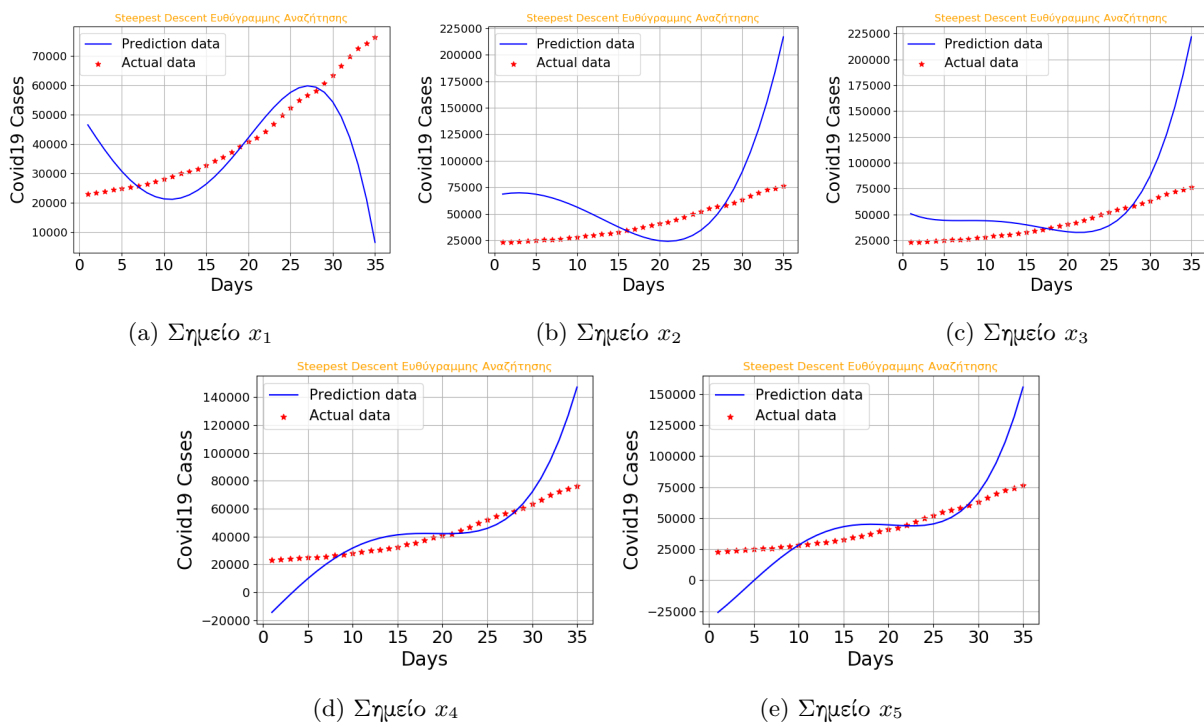 Steepest Descent Ευθύγραμμης Αναζήτησης
Prediction data
Actual data
Covid19 Cases
70000
60000
50000
40000
30000
20000
10000
0 5 10 15 20 25 30 35
Days
(a) Σημείο x₁
Steepest Descent Ευθύγραμμης Αναζήτησης
Prediction data
Actual data
Covid19 Cases
225000
200000
175000
150000
125000
100000
75000
50000
25000
0 5 10 15 20 25 30 35
Days
(b) Σημείο x₂
Steepest Descent Ευθύγραμμης Αναζήτησης
Prediction data
Actual data
Covid19 Cases
225000
200000
175000
150000
125000
100000
75000
50000
25000
0 5 10 15 20 25 30 35
Days
(c) Σημείο x₃
Steepest Descent Ευθύγραμμης Αναζήτησης
Prediction data
Actual data
Covid19 Cases
140000
120000
100000
80000
60000
40000
20000
0
−20000
0 5 10 15 20 25 30 35
Days
(d) Σημείο x₄
Steepest Descent Ευθύγραμμης Αναζήτησης
Prediction data
Actual data
Covid19 Cases
150000
125000
100000
75000
50000
25000
0
−25000
0 5 10 15 20 25 30 35
Days
(e) Σημείο x₅